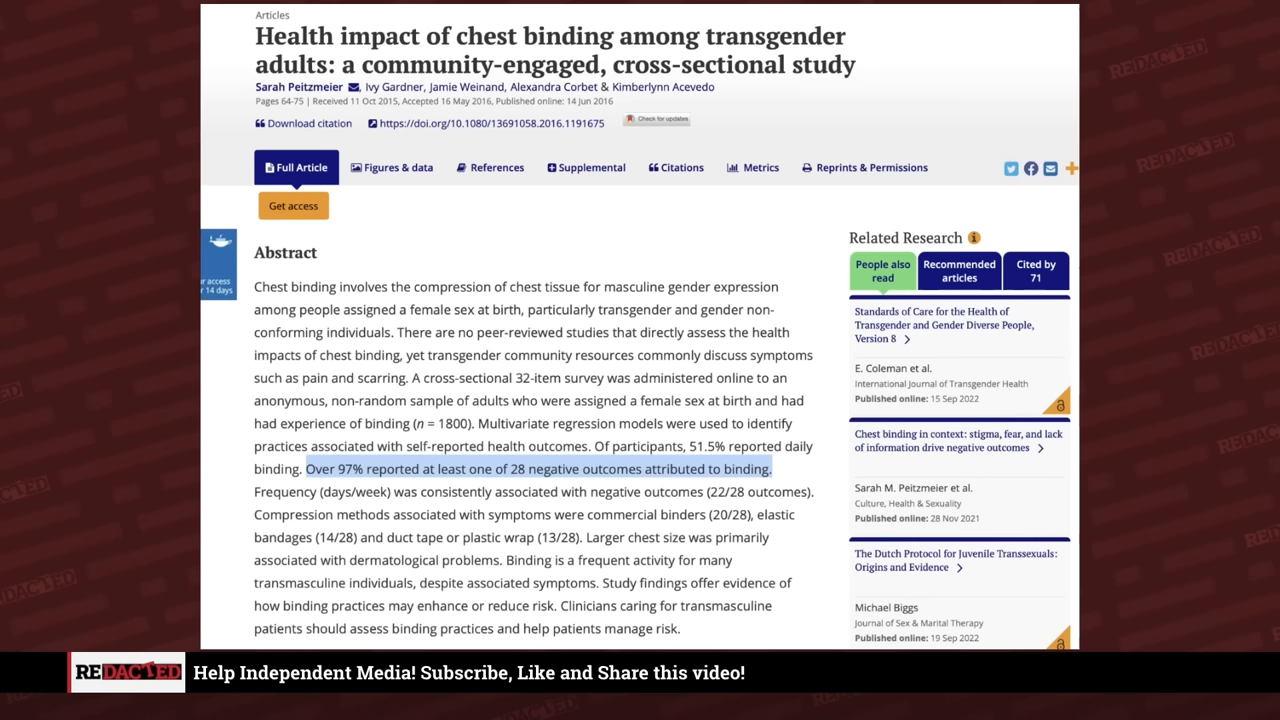 Articles
Health impact of chest binding among transgender
adults: a community-engaged, cross-sectional study
Sarah Peitzmeier , Ivy Gardner, Jamie Weinand, Alexandra Corbet & Kimberlynn Acevedo
Pages 64-75 | Received 11 Oct 2015, Accepted 16 May 2016, Published online: 14 Jun 2016
Download citation https://doi.org/10.1080/13691058.2016.1191675 Check for updates
Full Article Figures & data References Supplemental Citations Metrics Reprints & Permissions
Get access
r access
r 14 days
Abstract
Chest binding involves the compression of chest tissue for masculine gender expression
among people assigned a female sex at birth, particularly transgender and gender non-
conforming individuals. There are no peer-reviewed studies that directly assess the health
impacts of chest binding, yet transgender community resources commonly discuss symptoms
such as pain and scarring. A cross-sectional 32-item survey was administered online to an
anonymous, non-random sample of adults who were assigned a female sex at birth and had
had experience of binding (n = 1800). Multivariate regression models were used to identify
practices associated with self-reported health outcomes. Of participants, 51.5% reported daily
binding. Over 97% reported at least one of 28 negative outcomes attributed to binding.
Frequency (days/week) was consistently associated with negative outcomes (22/28 outcomes).
Compression methods associated with symptoms were commercial binders (20/28), elastic
bandages (14/28) and duct tape or plastic wrap (13/28). Larger chest size was primarily
associated with dermatological problems. Binding is a frequent activity for many
transmasculine individuals, despite associated symptoms. Study findings offer evidence of
how binding practices may enhance or reduce risk. Clinicians caring for transmasculine
patients should assess binding practices and help patients manage risk.
Related Research
People also
read
Recommended
articles
Cited by
71
Standards of Care for the Health of
Transgender and Gender Diverse People,
Version 8
E. Coleman et al.
International Journal of Transgender Health
Published online: 15 Sep 2022
Chest binding in context: stigma, fear, and lack
of information drive negative outcomes
Sarah M. Peitzmeier et al.
Culture, Health & Sexuality
Published online: 28 Nov 2021
The Dutch Protocol for Juvenile Transsexuals:
Origins and Evidence
Michael Biggs
Journal of Sex & Marital Therapy
Published online: 19 Sep 2022
REDACTED Help Independent Media! Subscribe, Like and Share this video!